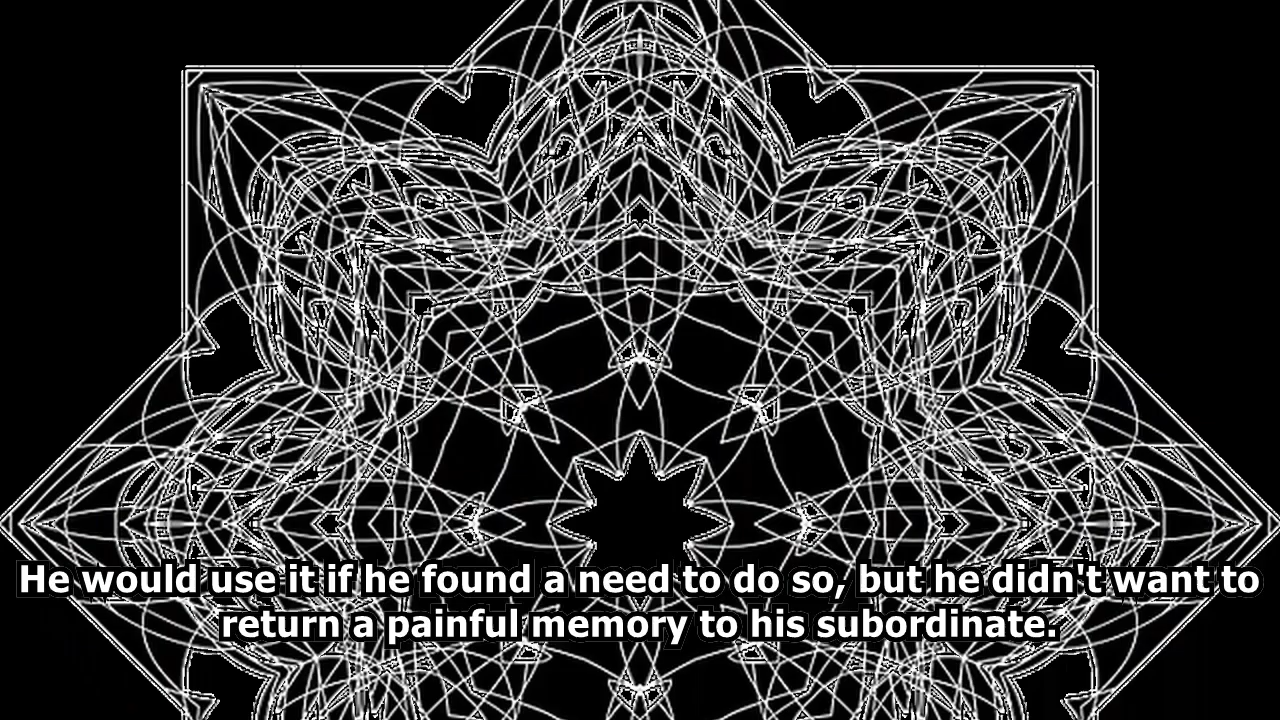 He would use it if he found a need to do so, but he didn't want to
return a painful memory to his subordinate.